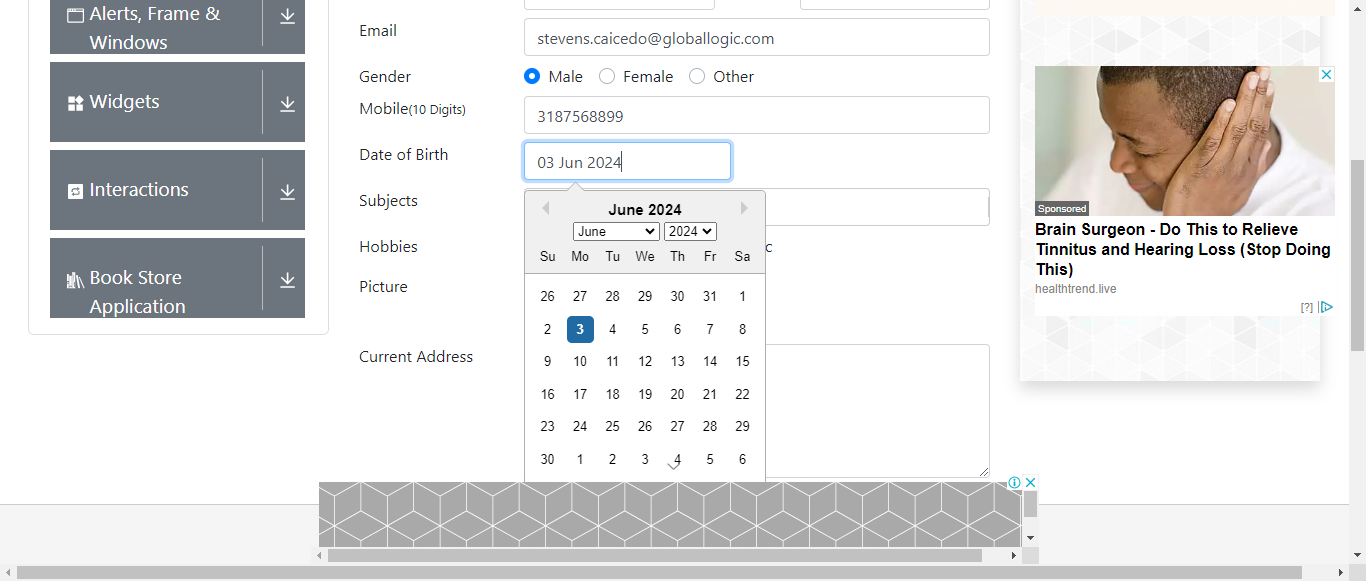 Alerts, Frame &
Windows
Widgets
Interactions
Book Store
Application
Email
stevens.caicedo@globallogic.com
Gender
Male Female Other
Mobile(10 Digits)
3187568899
Date of Birth
03 Jun 2024
Subjects
Hobbies
c
Picture
Current Address
June 2024
June 2024
Su Mo Tu We Th Fr Sa
26 27 28 29 30 31 1
2 3 4 5 6 7 8
9 10 11 12 13 14 15
16 17 18 19 20 21 22
23 24 25 26 27 28 29
30 1 2 3 4 5 6
Sponsored
Brain Surgeon - Do This to Relieve
Tinnitus and Hearing Loss (Stop Doing
This)
healthtrend.live
[?]